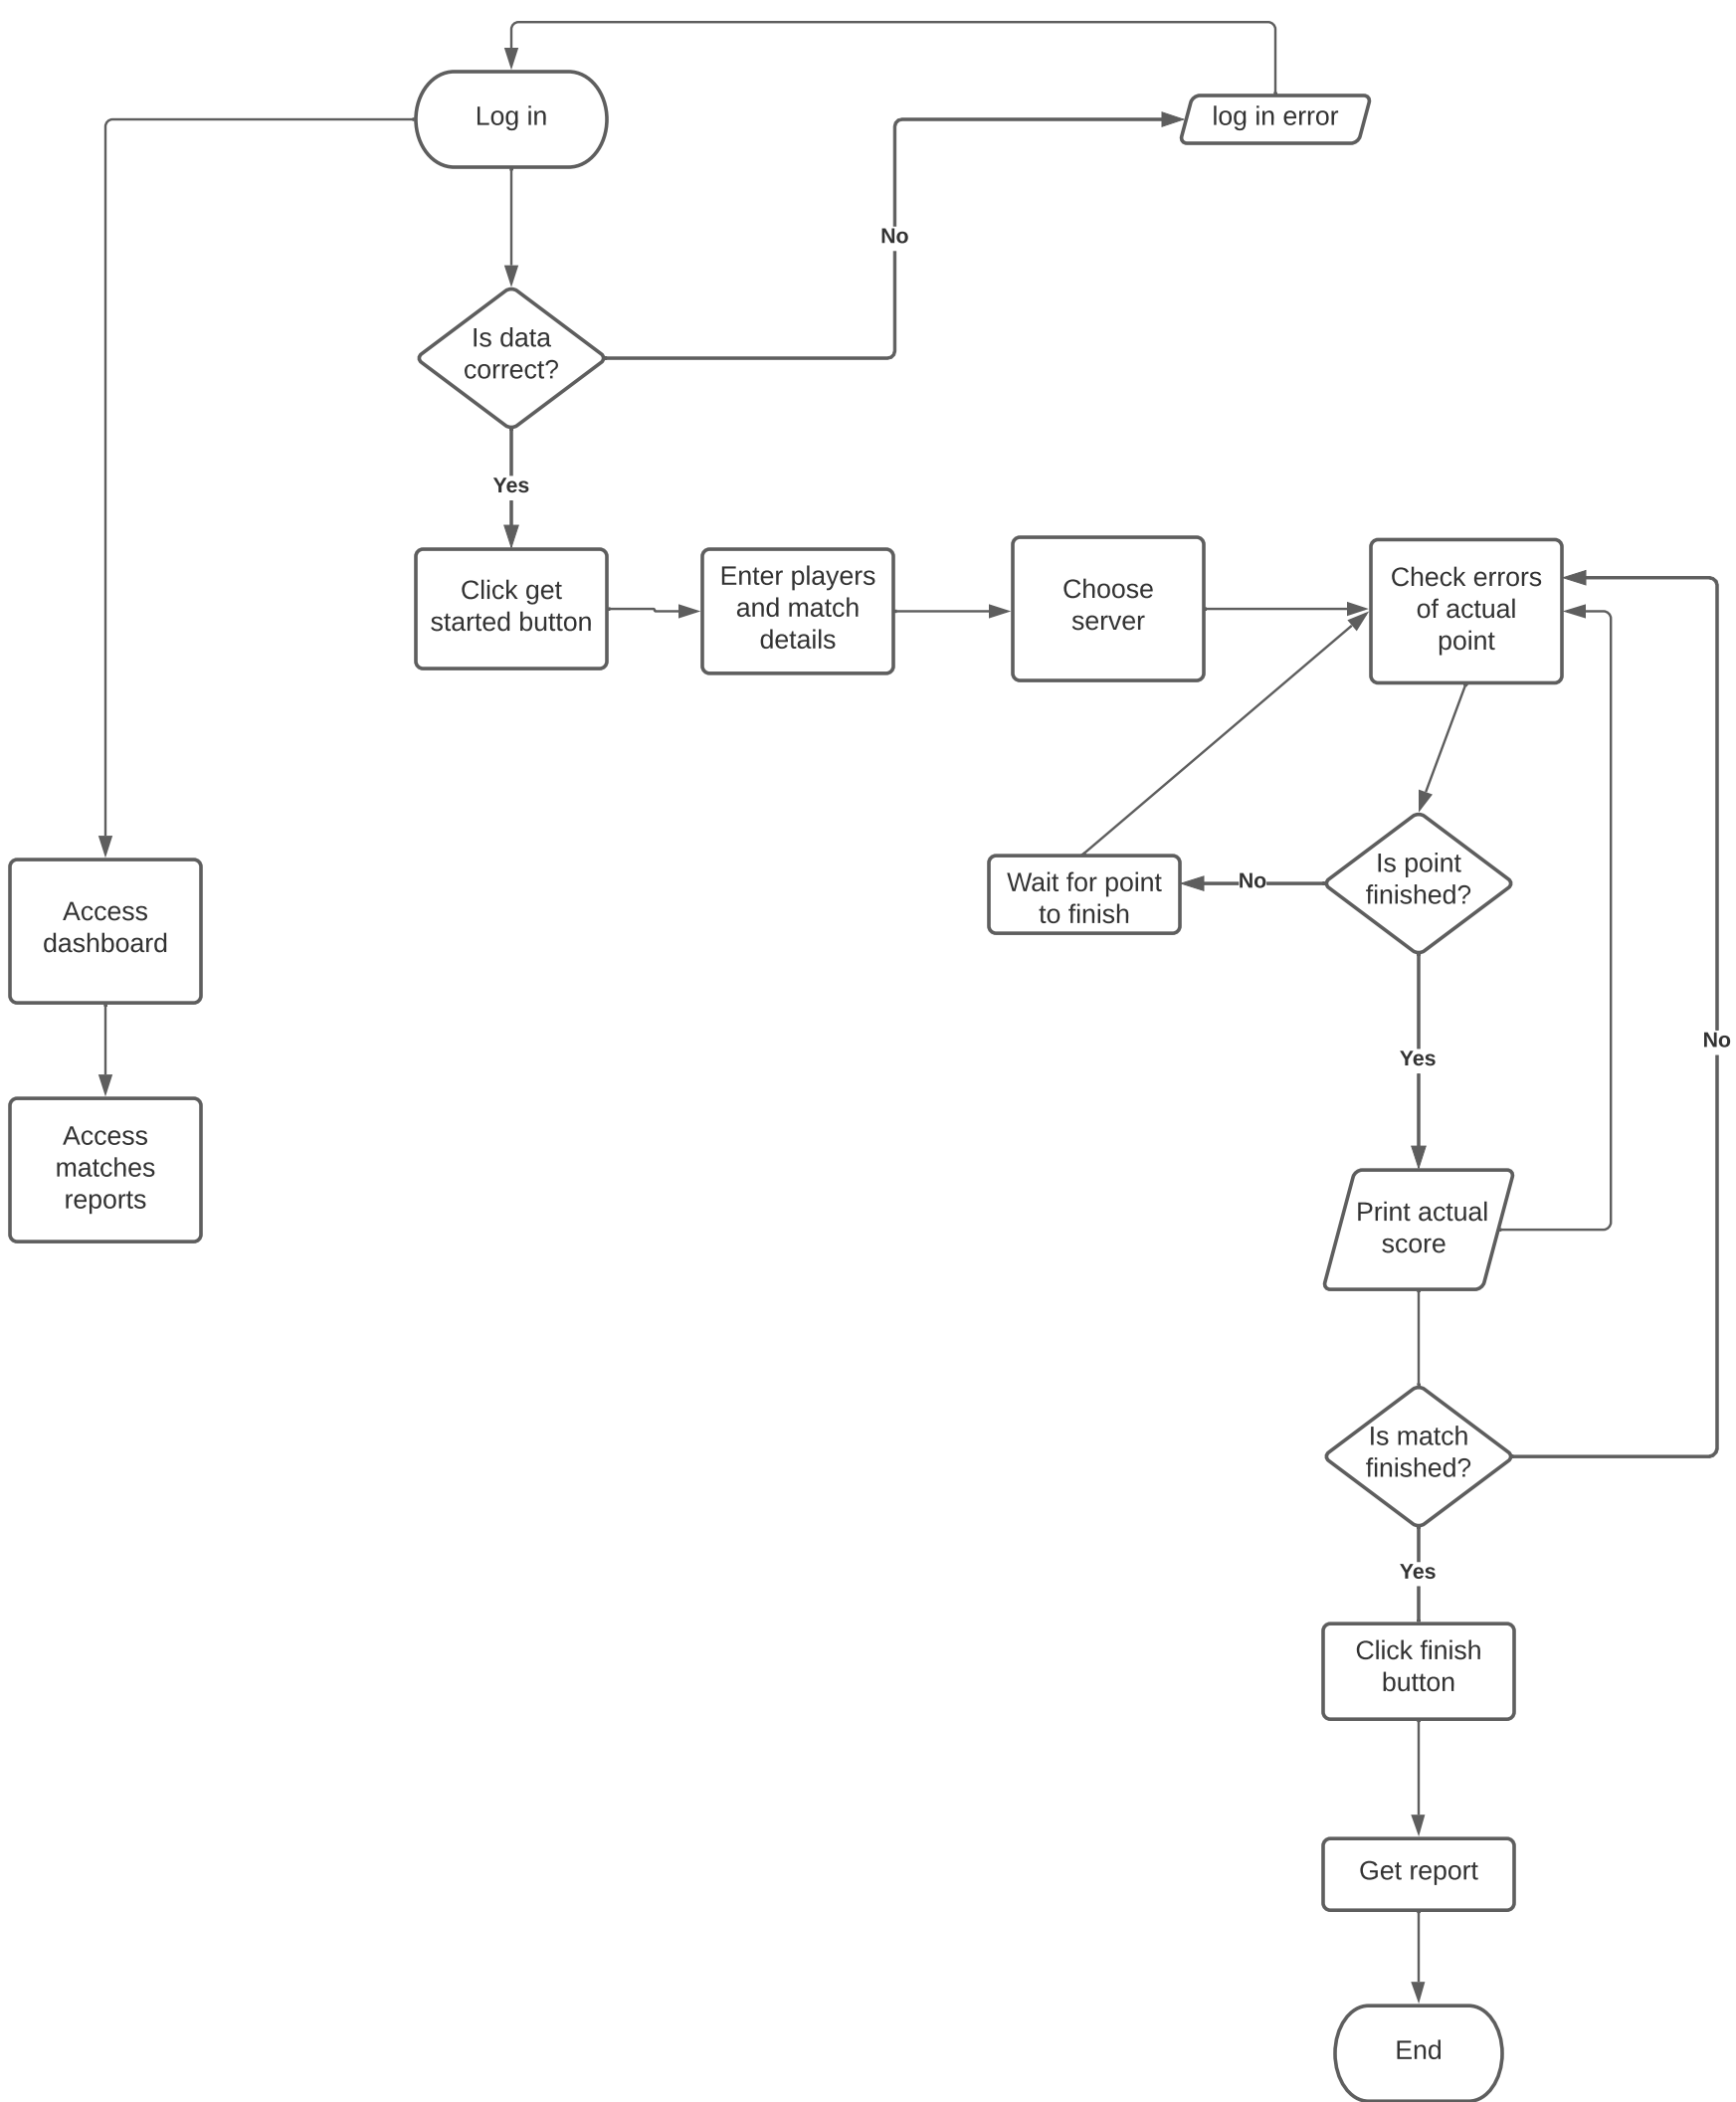 Log in
log in error
No
Is data
correct?
Yes
Click get
started button
Enter players
and match
details
Choose
server
Check errors
of actual
point
Is point
finished?
No
Wait for point
to finish
Access
dashboard
Yes
No
Access
matches
reports
Print actual
score
Is match
finished?
Yes
Click finish
button
Get report
End